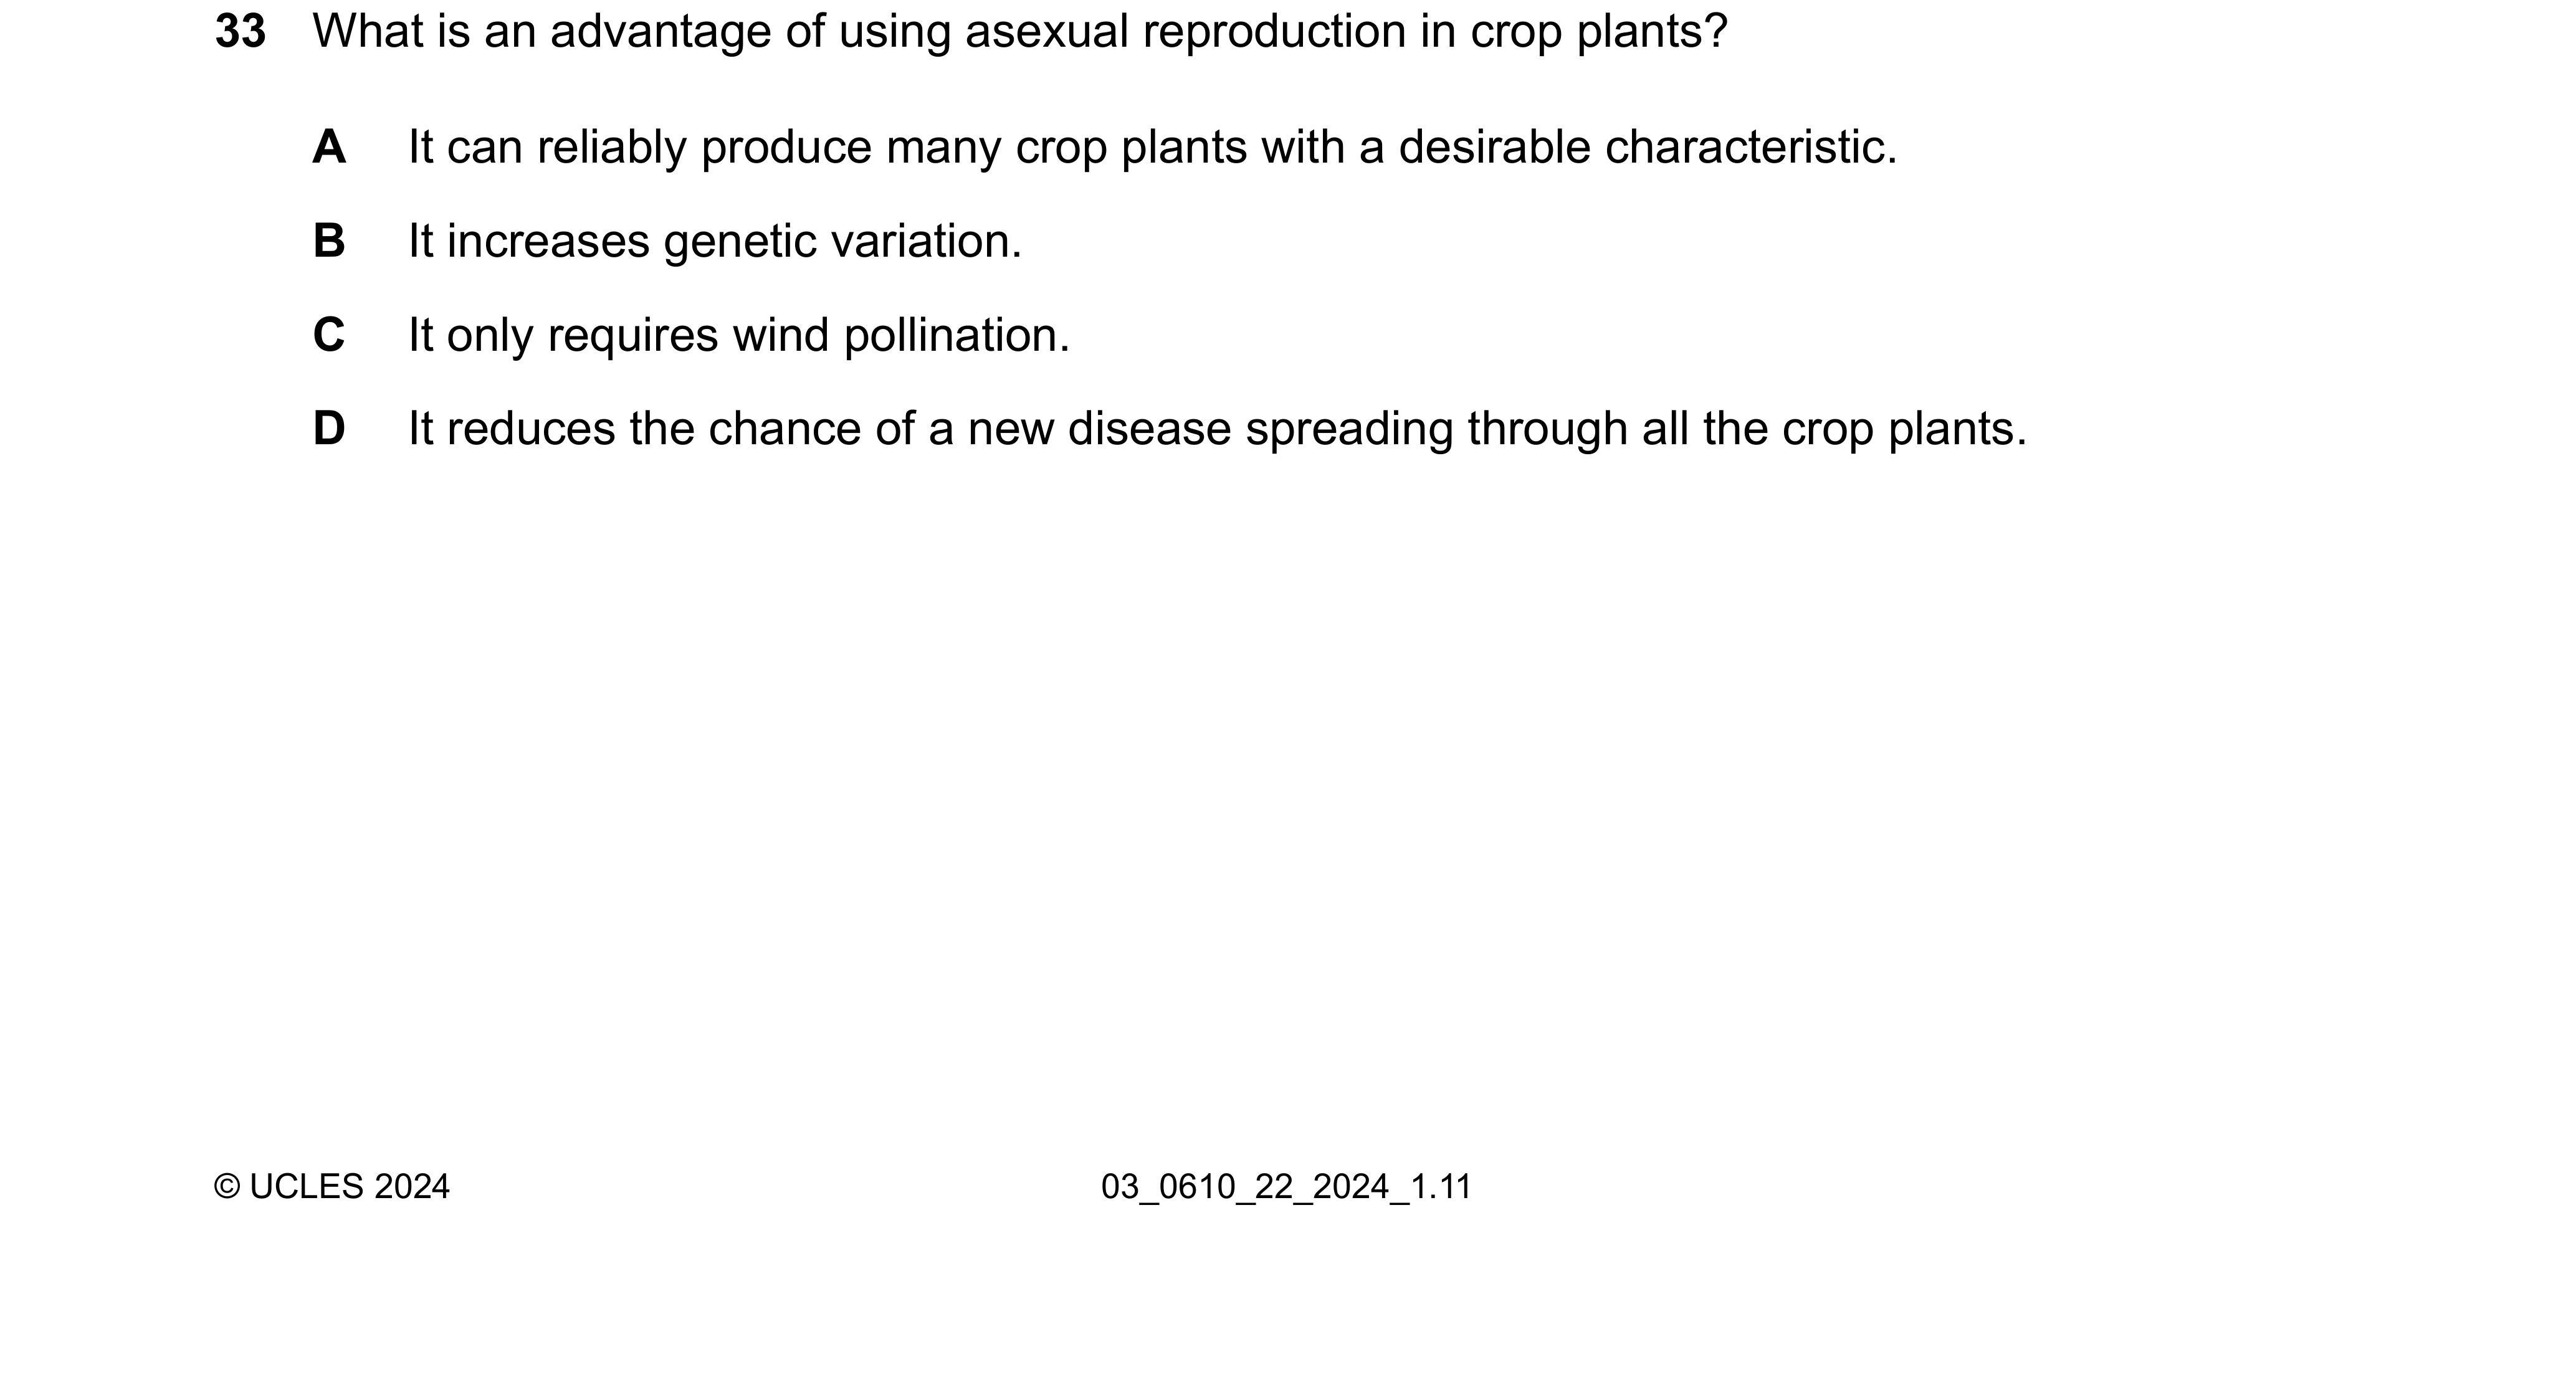 33 What is an advantage of using asexual reproduction in crop plants?
A It can reliably produce many crop plants with a desirable characteristic.
B It increases genetic variation.
C It only requires wind pollination.
D It reduces the chance of a new disease spreading through all the crop plants.
© UCLES 2024 03_0610_22_2024_1.11